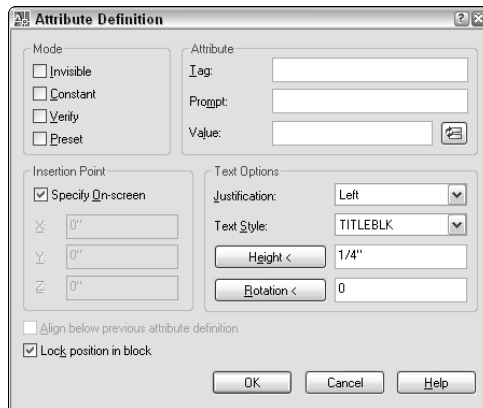 Attribute Definition
Mode
Invisible
Constant
Verify
Preset
Attribute
Tag:
Prompt:
Value:
Insertion Point
Specify On-screen
X: 0"
Y: 0"
Z: 0"
Text Options
Justification: Left
Text Style: TITLEBLK
Height < 1/4"
Rotation < 0
Align below previous attribute definition
Lock position in block
OK Cancel Help